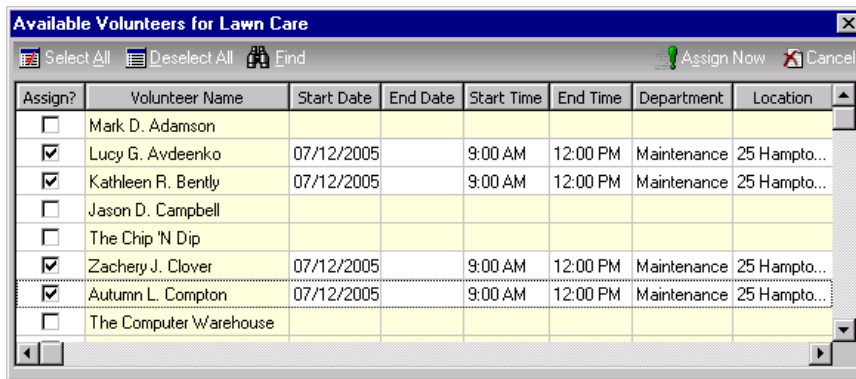 Available Volunteers for Lawn Care
Select All Deselect All Find Assign Now Cancel
Assign? Volunteer Name Start Date End Date Start Time End Time Department Location
Mark D. Adamson
Lucy G. Avdeenko 07/12/2005 9:00 AM 12:00 PM Maintenance 25 Hampto...
Kathleen R. Bently 07/12/2005 9:00 AM 12:00 PM Maintenance 25 Hampto...
Jason D. Campbell
The Chip 'N Dip
Zachery J. Clover 07/12/2005 9:00 AM 12:00 PM Maintenance 25 Hampto...
Autumn L. Compton 07/12/2005 9:00 AM 12:00 PM Maintenance 25 Hampto...
The Computer Warehouse